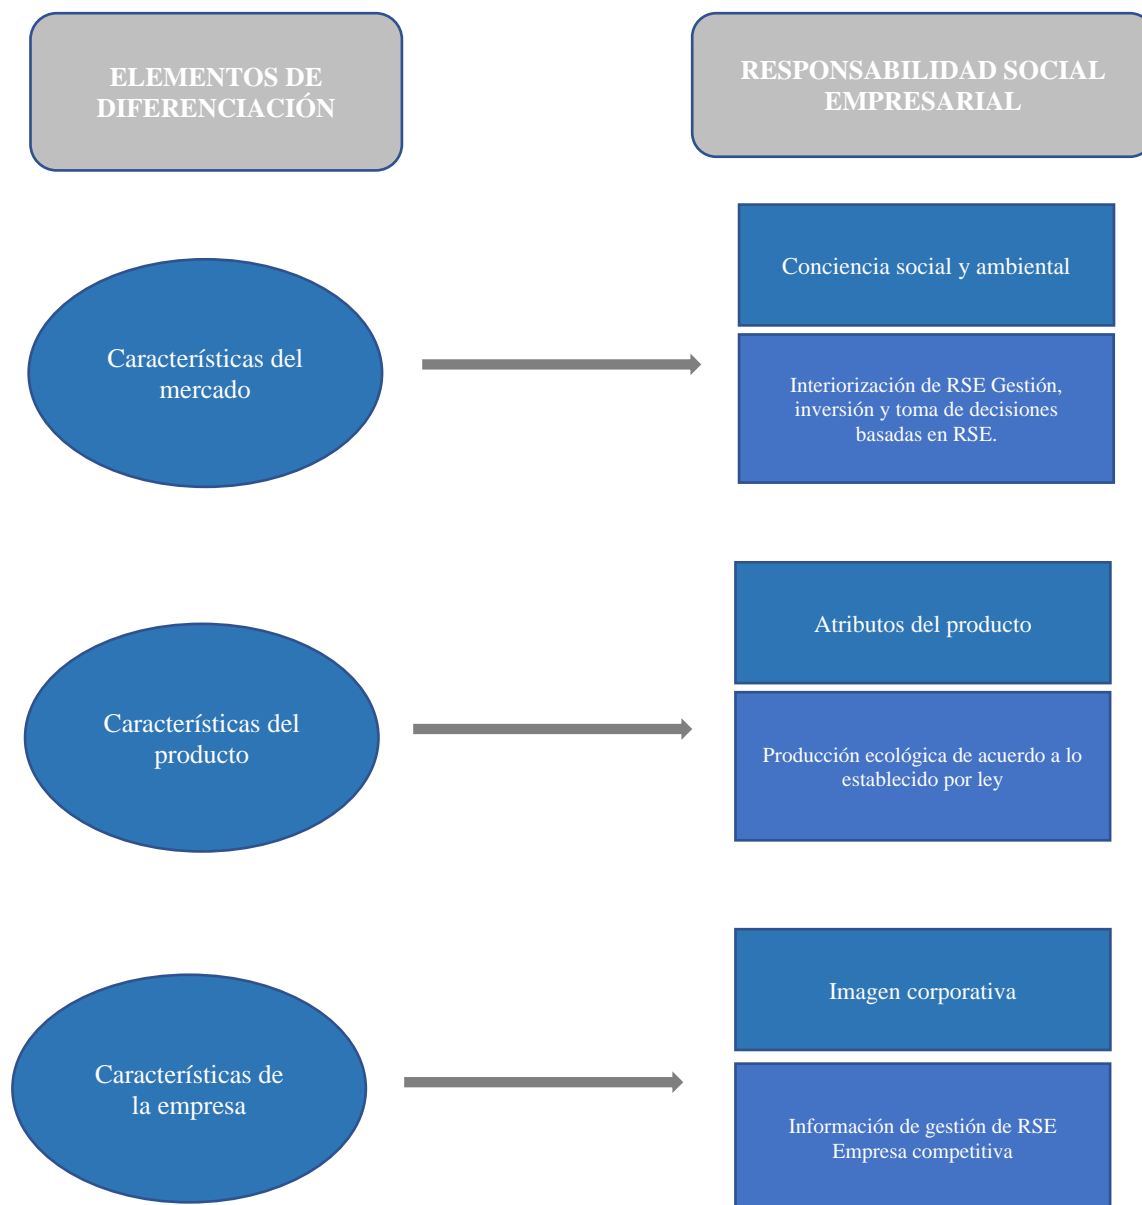 ELEMENTOS DE
DIFERENCIACIÓN
RESPONSABILIDAD SOCIAL
EMPRESARIAL
Características del
mercado
Conciencia social y ambiental
Interiorización de RSE Gestión,
inversión y toma de decisiones
basadas en RSE.
Características del
producto
Atributos del producto
Producción ecológica de acuerdo a lo
establecido por ley
Características de
la empresa
Imagen corporativa
Información de gestión de RSE
Empresa competitiva